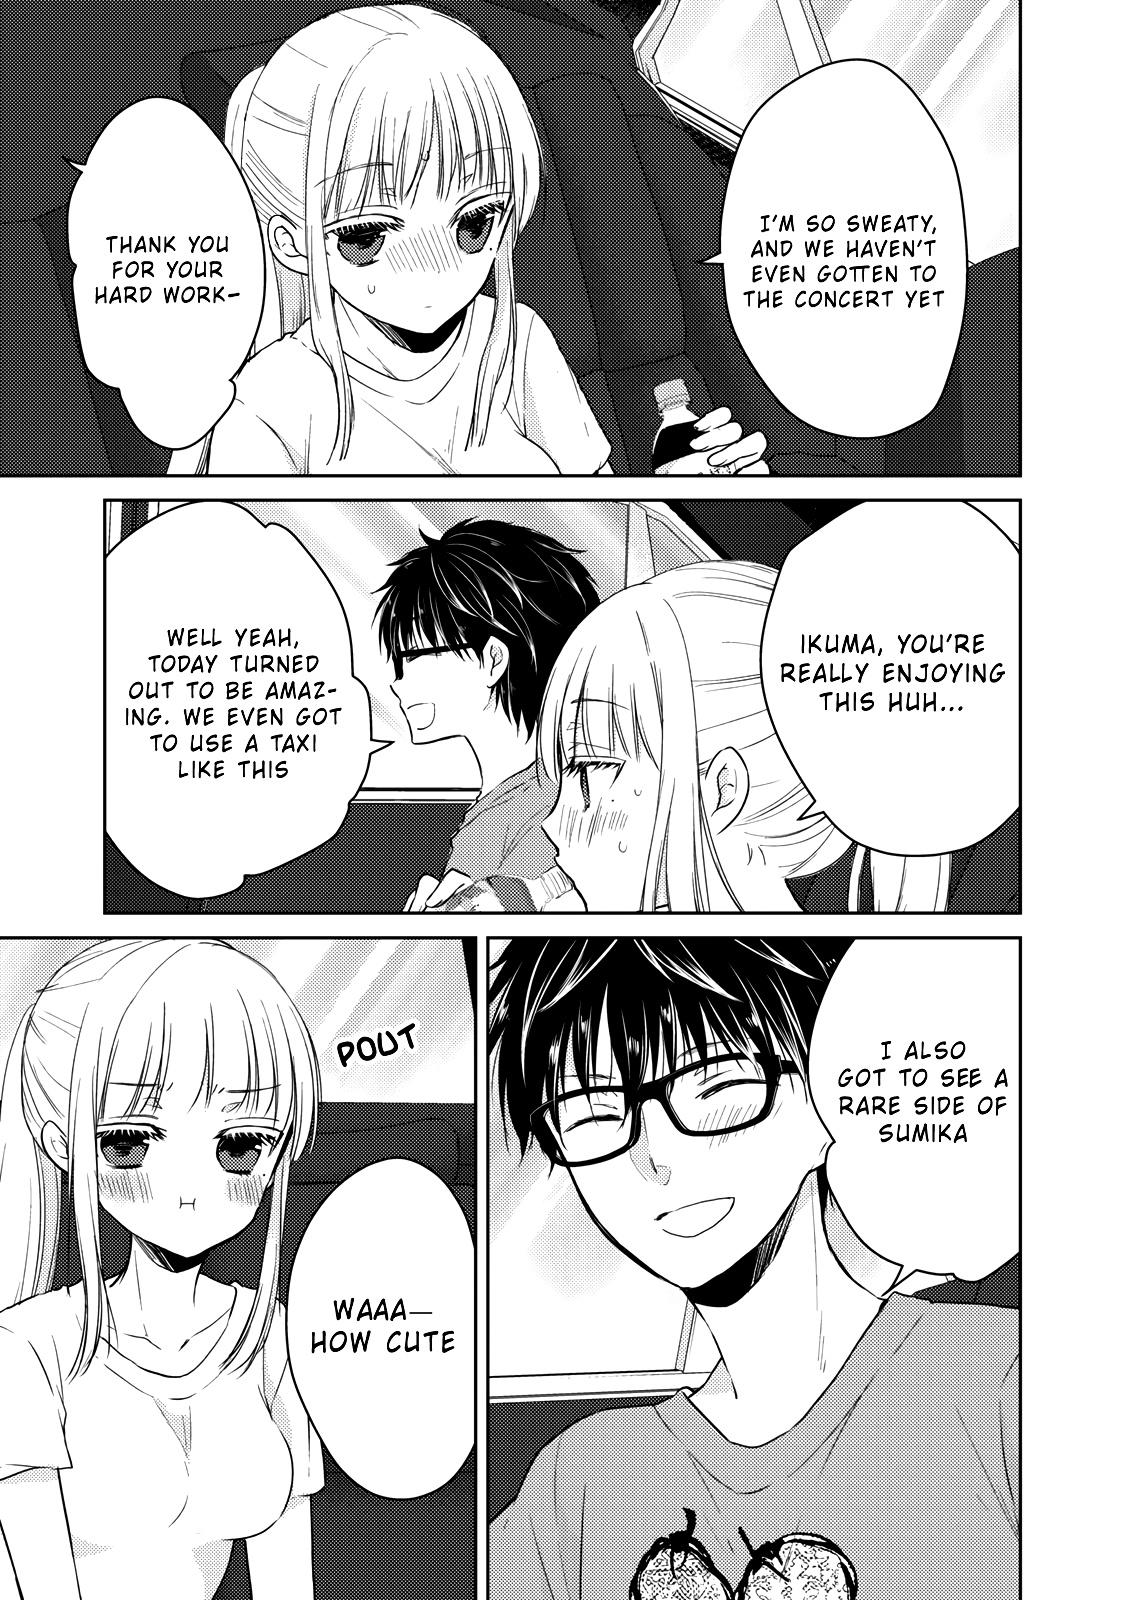 I'M SO SWEATY,
AND WE HAVEN'T
EVEN GOTTEN TO
THE CONCERT YET
THANK YOU
FOR YOUR
HARD WORK-
IKUMA, YOU'RE
REALLY ENJOYING
THIS HUH...
WELL YEAH,
TODAY TURNED
OUT TO BE AMAZ-
ING. WE EVEN GOT
TO USE A TAXI
LIKE THIS
I ALSO
GOT TO SEE A
RARE SIDE OF
SUMIKA
POUT
WAAA—
HOW CUTE